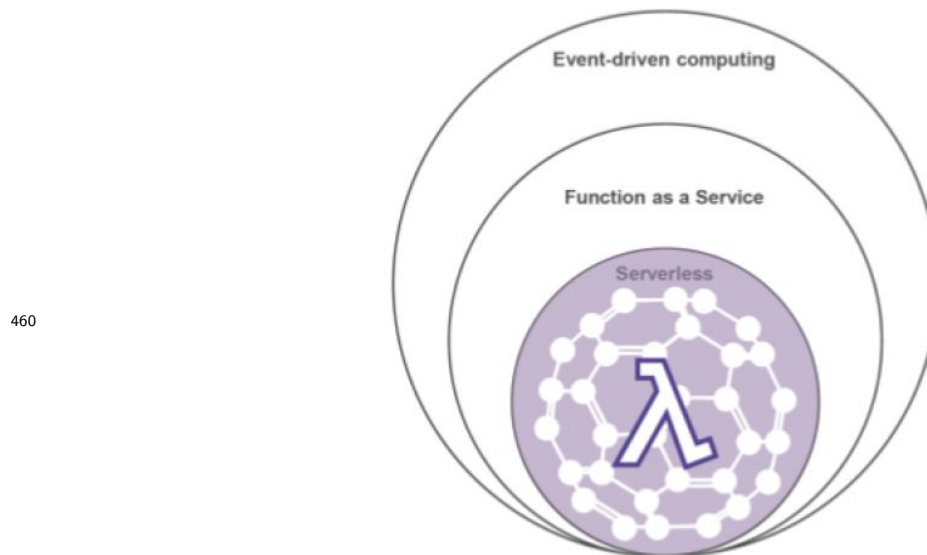 Event-driven computing
Function as a Service
Serverless
460
λ